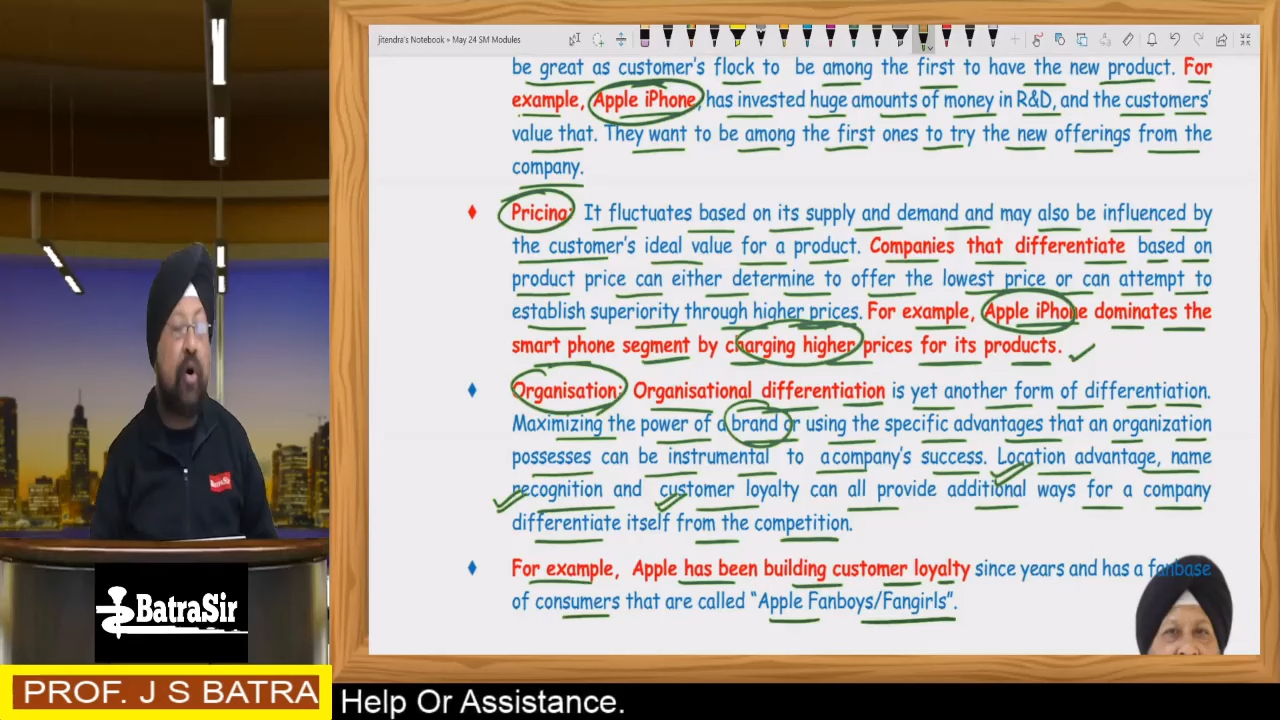 jitendra's Notebook » May 24 SM Modules
be great as customer's flock to be among the first to have the new product. For
example, Apple iPhone, has invested huge amounts of money in R&D, and the customers'
value that. They want to be among the first ones to try the new offerings from the
company.
Pricing: It fluctuates based on its supply and demand and may also be influenced by
the customer's ideal value for a product. Companies that differentiate based on
product price can either determine to offer the lowest price or can attempt to
establish superiority through higher prices. For example, Apple iPhone dominates the
smart phone segment by charging higher prices for its products.
Organisation: Organisational differentiation is yet another form of differentiation.
Maximizing the power of a brand or using the specific advantages that an organization
possesses can be instrumental to a company's success. Location advantage, name
recognition and customer loyalty can all provide additional ways for a company
differentiate itself from the competition.
For example, Apple has been building customer loyalty since years and has a fanbase
of consumers that are called "Apple Fanboys/Fangirls".
BatraSir
BatraSir
PROF. J S BATRA
Help Or Assistance.